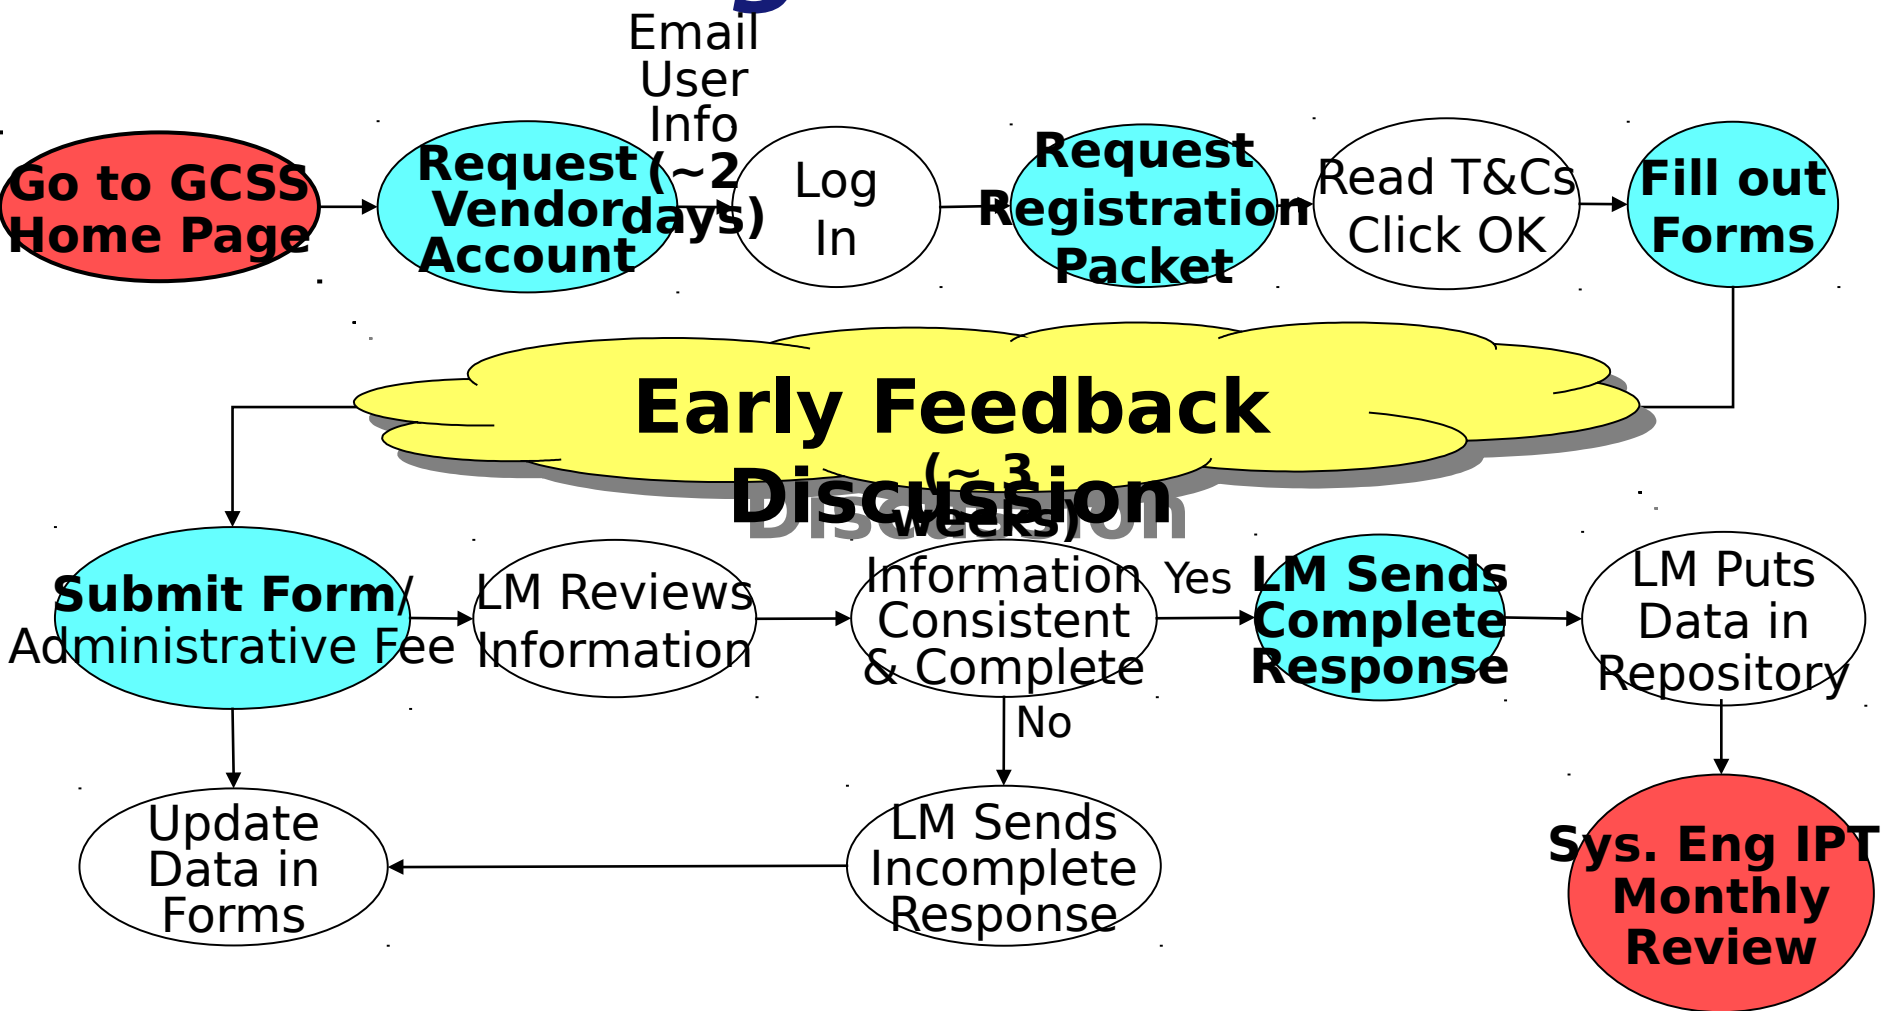 Email
User
Info
(~2
days)
Go to GCSS
Home Page
Request
Vendor
Account
Log
In
Request
Registration
Packet
Read T&Cs
Click OK
Fill out
Forms
Early Feedback
Discussion
(~ 3
weeks)
Submit Form/
Administrative Fee
LM Reviews
Information
Information
Consistent
& Complete
Yes
No
LM Sends
Complete
Response
LM Puts
Data in
Repository
Update
Data in
Forms
LM Sends
Incomplete
Response
Sys. Eng IPT
Monthly
Review